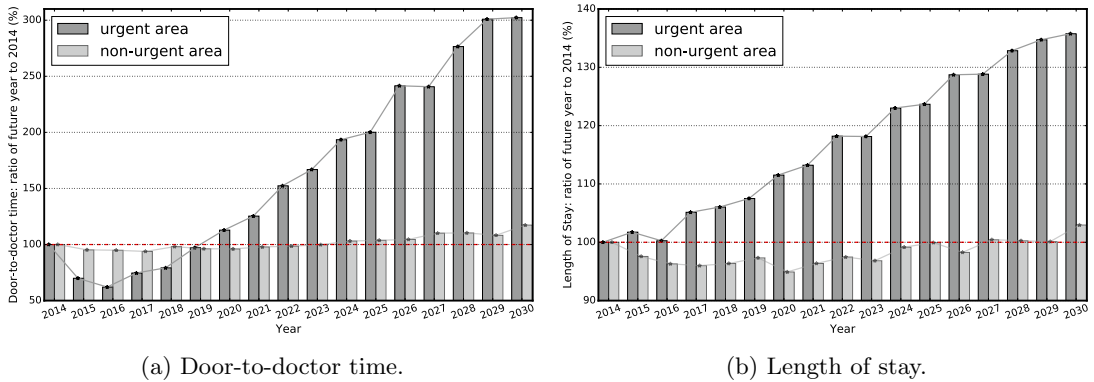 Door-to-doctor time: ratio of future year to 2014 (%)
300
250
200
150
100
50
urgent area
non-urgent area
2014 2015 2016 2017 2018 2019 2020 2021 2022 2023 2024 2025 2026 2027 2028 2029 2030
Year
(a) Door-to-doctor time.
Length of Stay: ratio of future year to 2014 (%)
140
130
120
110
100
90
urgent area
non-urgent area
2014 2015 2016 2017 2018 2019 2020 2021 2022 2023 2024 2025 2026 2027 2028 2029 2030
Year
(b) Length of stay.